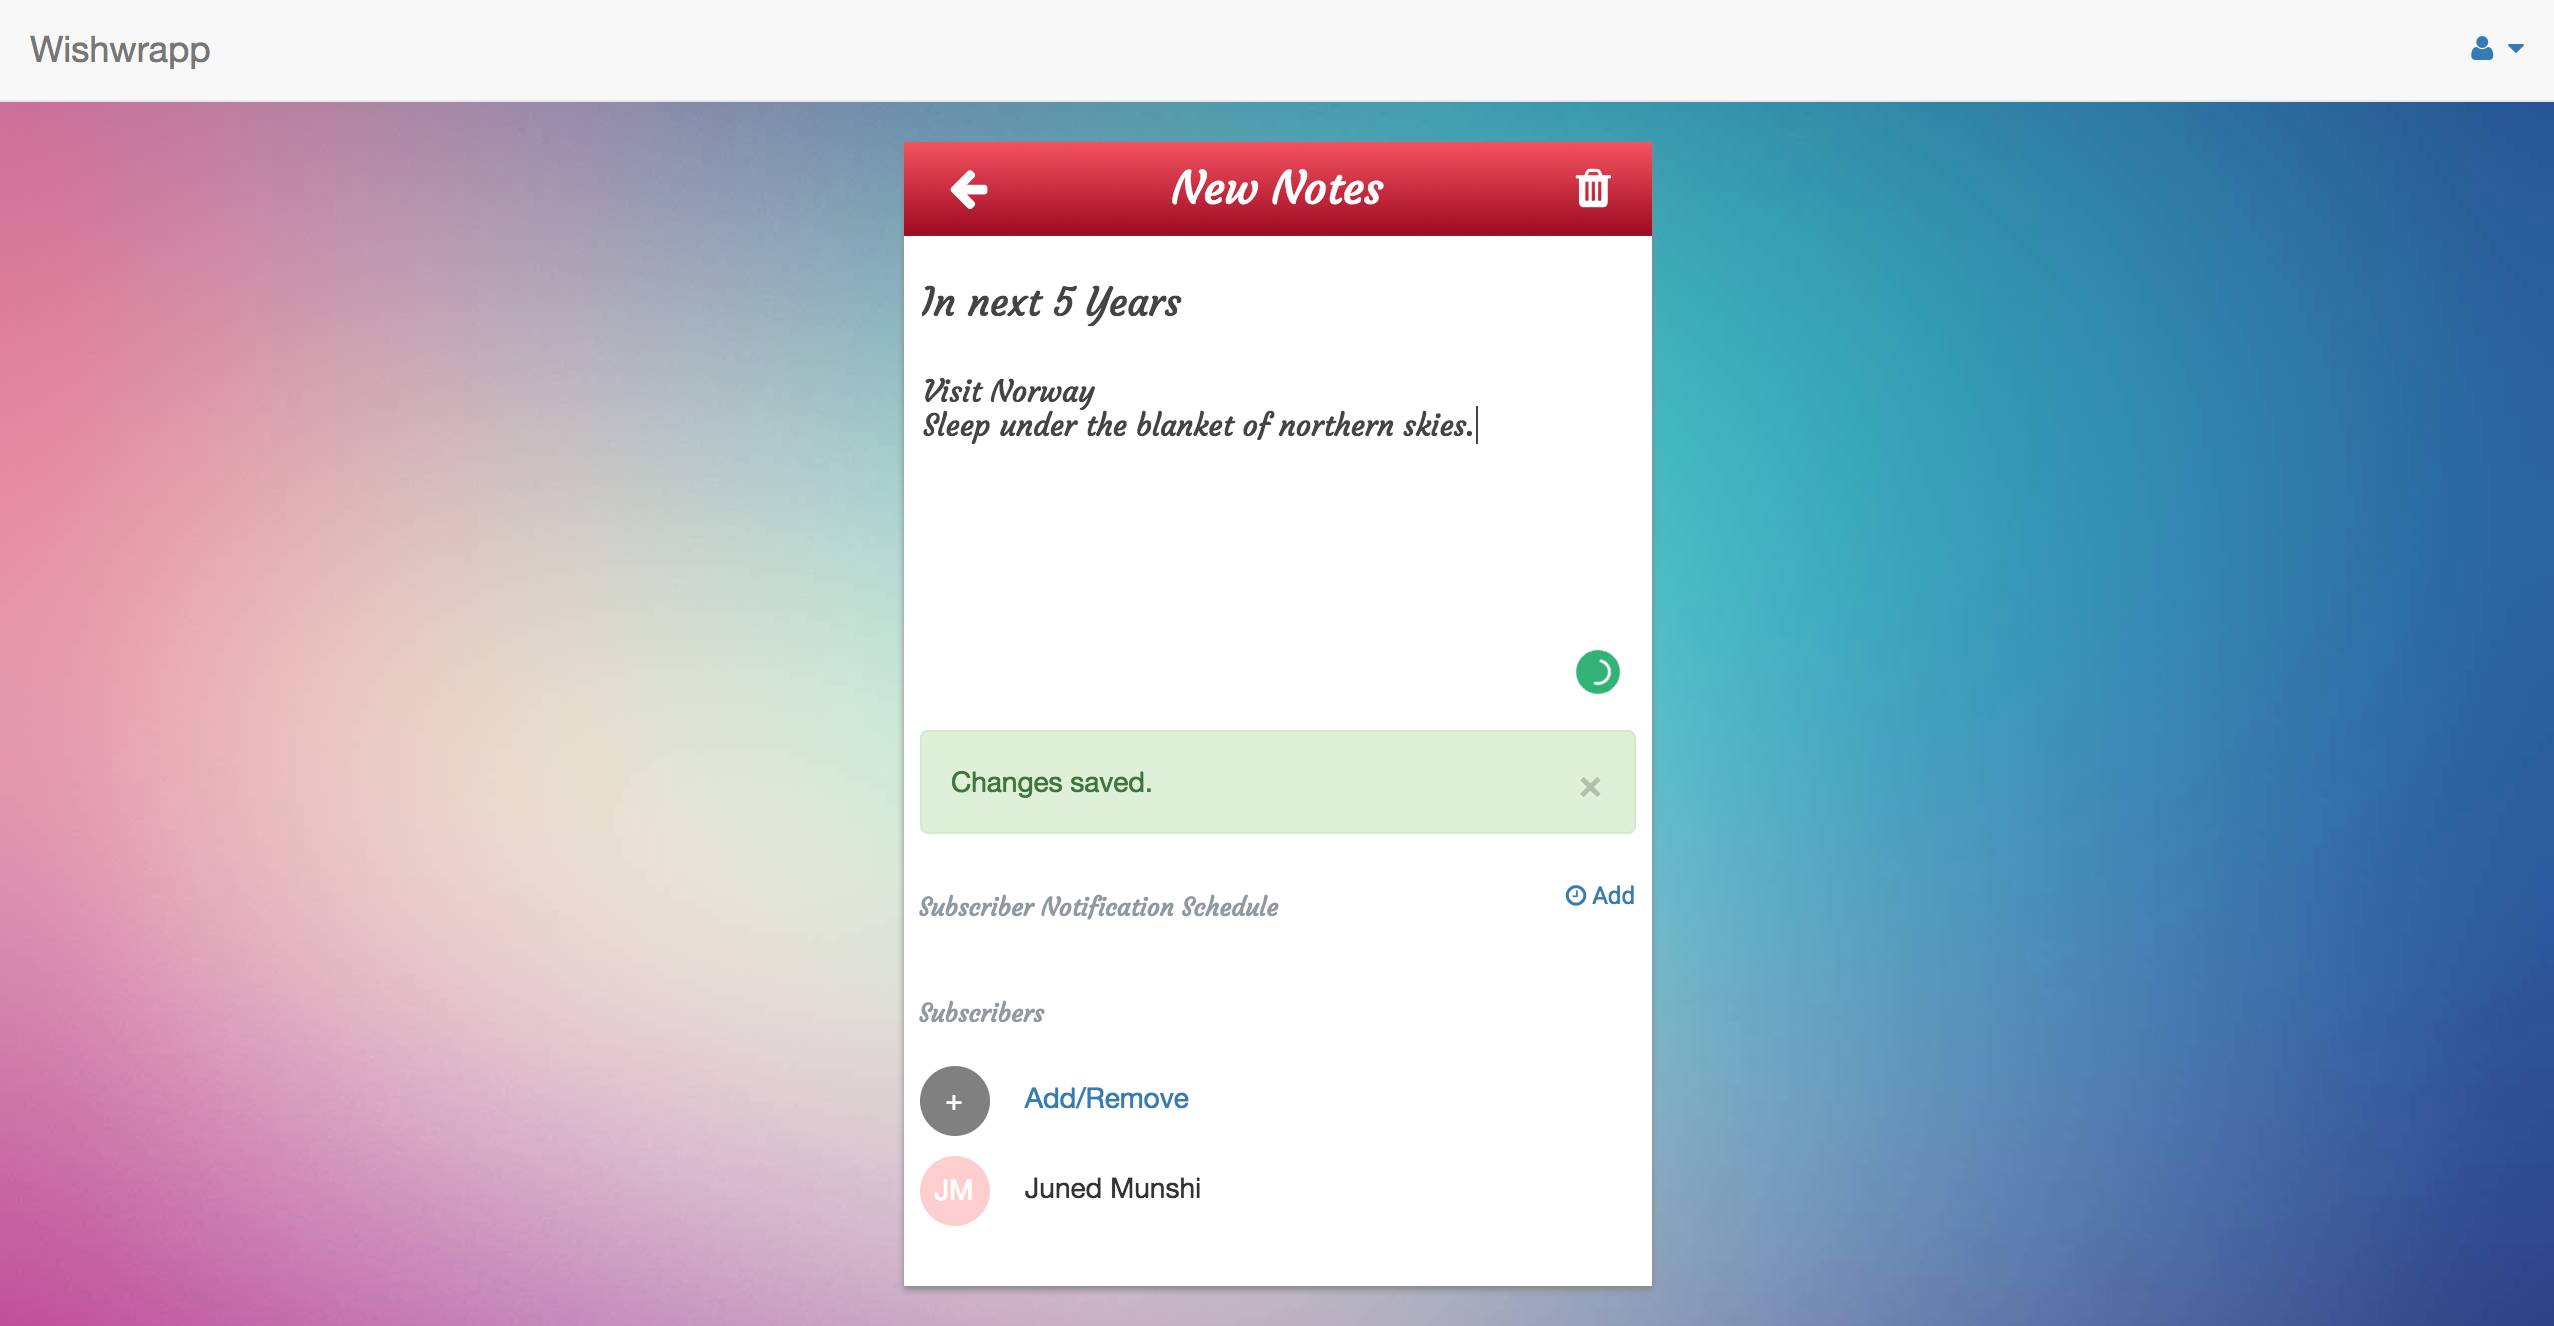 Wishwrapp
New Notes
In next 5 Years
Visit Norway
Sleep under the blanket of northern skies.
Changes saved.
×
Subscriber Notification Schedule
Add
Subscribers
+
Add/Remove
JM
Juned Munshi